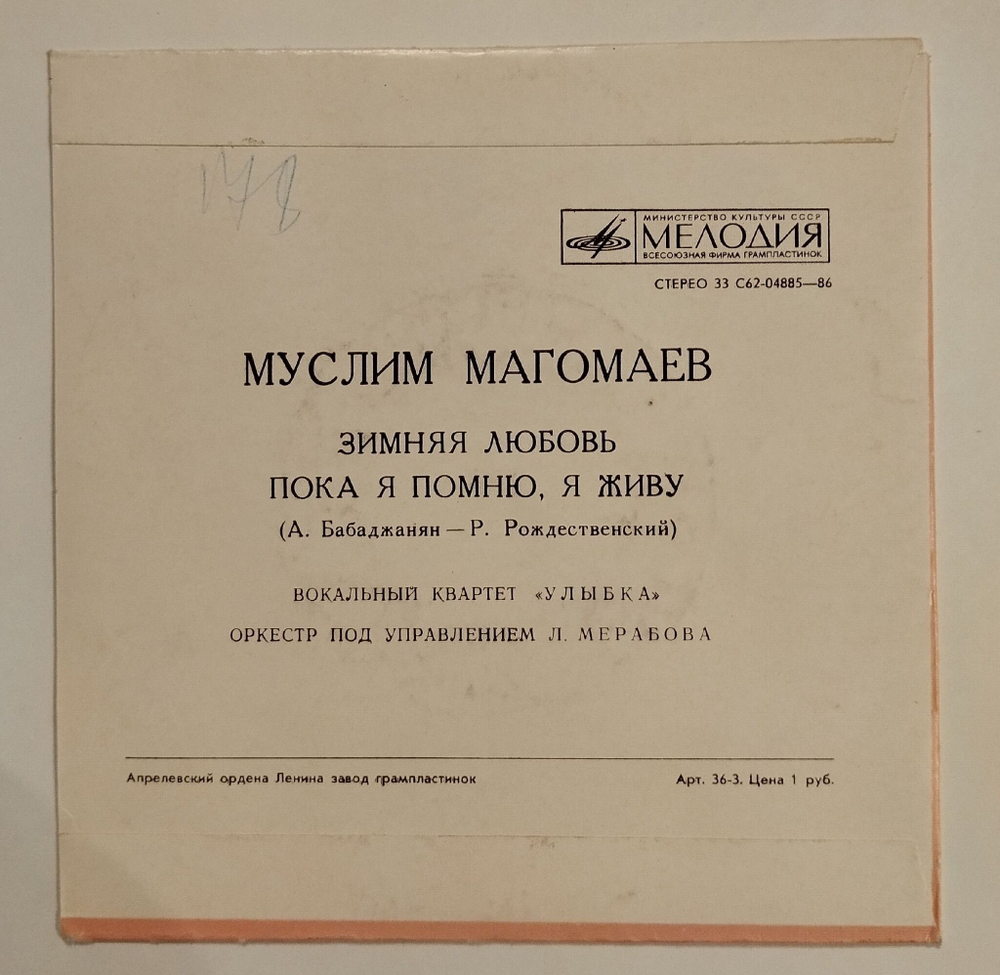 178
МИНИСТЕРСТВО КУЛЬТУРЫ СССР
МЕЛОДИЯ
ВСЕСОЮЗНАЯ ФИРМА ГРАМПЛАСТИНОК
СТЕРЕО 33 С62-04885—86
МУСЛИМ МАГОМАЕВ
ЗИМНЯЯ ЛЮБОВЬ
ПОКА Я ПОМНЮ, Я ЖИВУ
(А. Бабаджанян — Р. Рождественский)
ВОКАЛЬНЫЙ КВАРТЕТ «УЛЫБКА»
ОРКЕСТР ПОД УПРАВЛЕНИЕМ Л. МЕРАБОВА
Апрелевский ордена Ленина завод грампластинок
Арт. 36-3. Цена 1 руб.